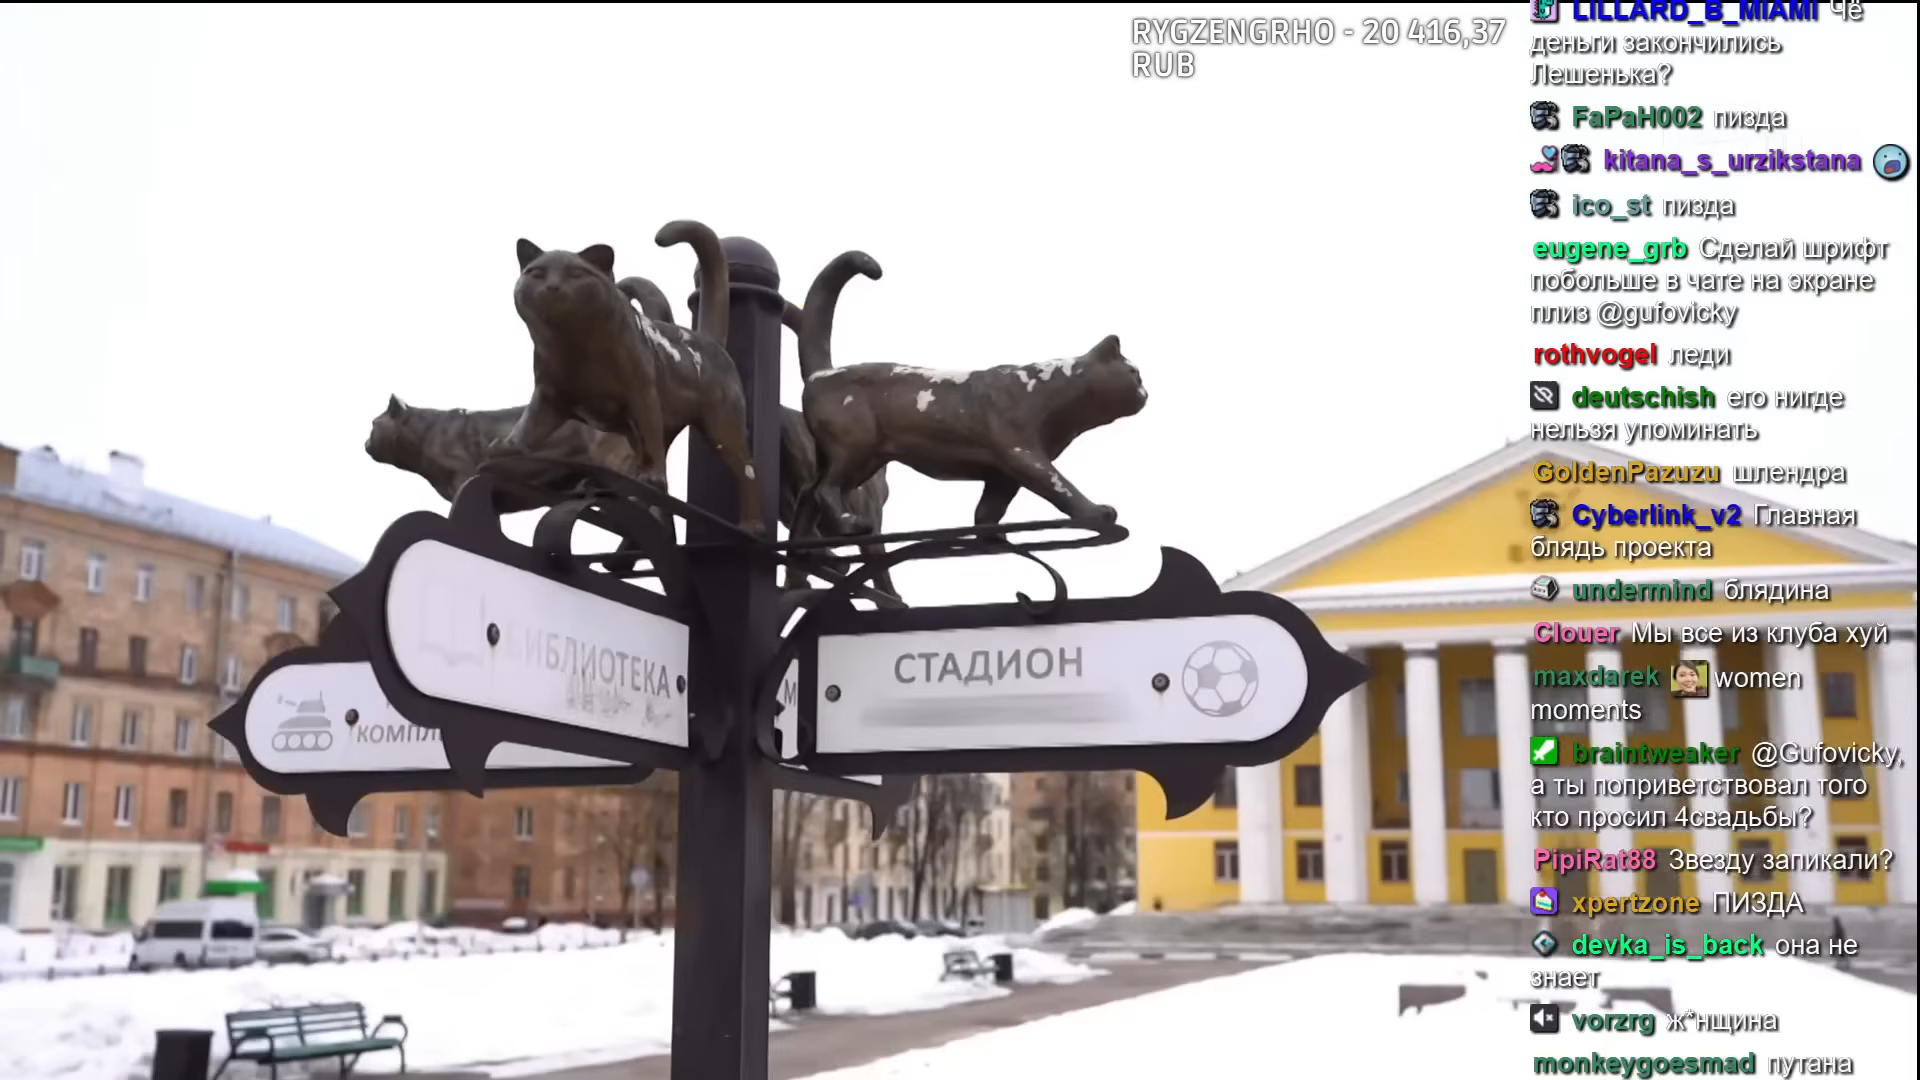 RYGZENGRHO - 20 416,37
RUB
LILLARD_B_MIAMI Чё
деньги закончились
Лешенька?
FaPaH002 пизда
kitana_s_urzikstana
ico_st пизда
eugene_grb Сделай шрифт
побольше в чате на экране
плиз @gufovicky
rothvogel леди
deutschish его нигде
нельзя упоминать
GoldenPazuzu шлендра
Cyberlink_v2 Главная
блядь проекта
undermind блядина
Clouer Мы все из клуба хуй
maxdarek women
moments
braintweaker @Gufovicky,
а ты поприветствовал того
кто просил 4свадьбы?
PipiRat88 Звезду запикали?
xpertzone ПИЗДА
devka_is_back она не
знает
vorzrg ж*нщина
monkeygoesmad путана
БИБЛИОТЕКА
СТАДИОН
КОМПЛ
М